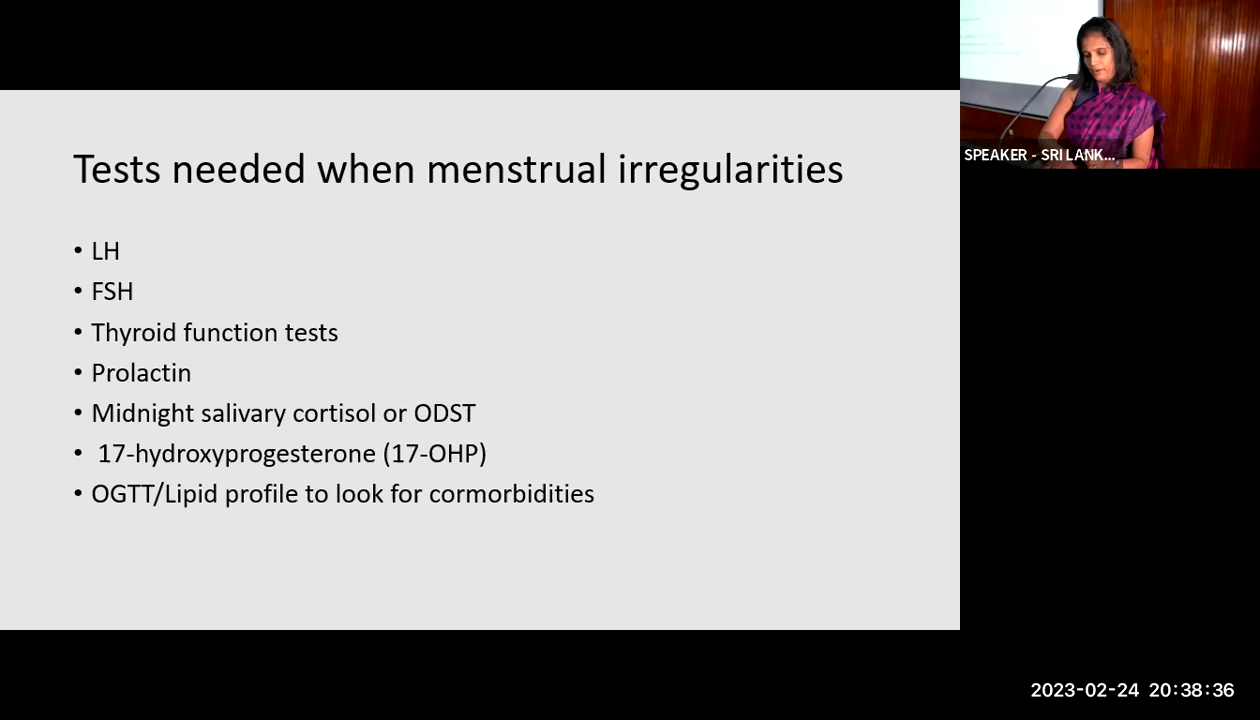 Tests needed when menstrual irregularities
• LH
• FSH
• Thyroid function tests
• Prolactin
• Midnight salivary cortisol or ODST
• 17-hydroxyprogesterone (17-OHP)
• OGTT/Lipid profile to look for cormorbidities
SPEAKER - SRI LANK...
2023-02-24 20:38:36